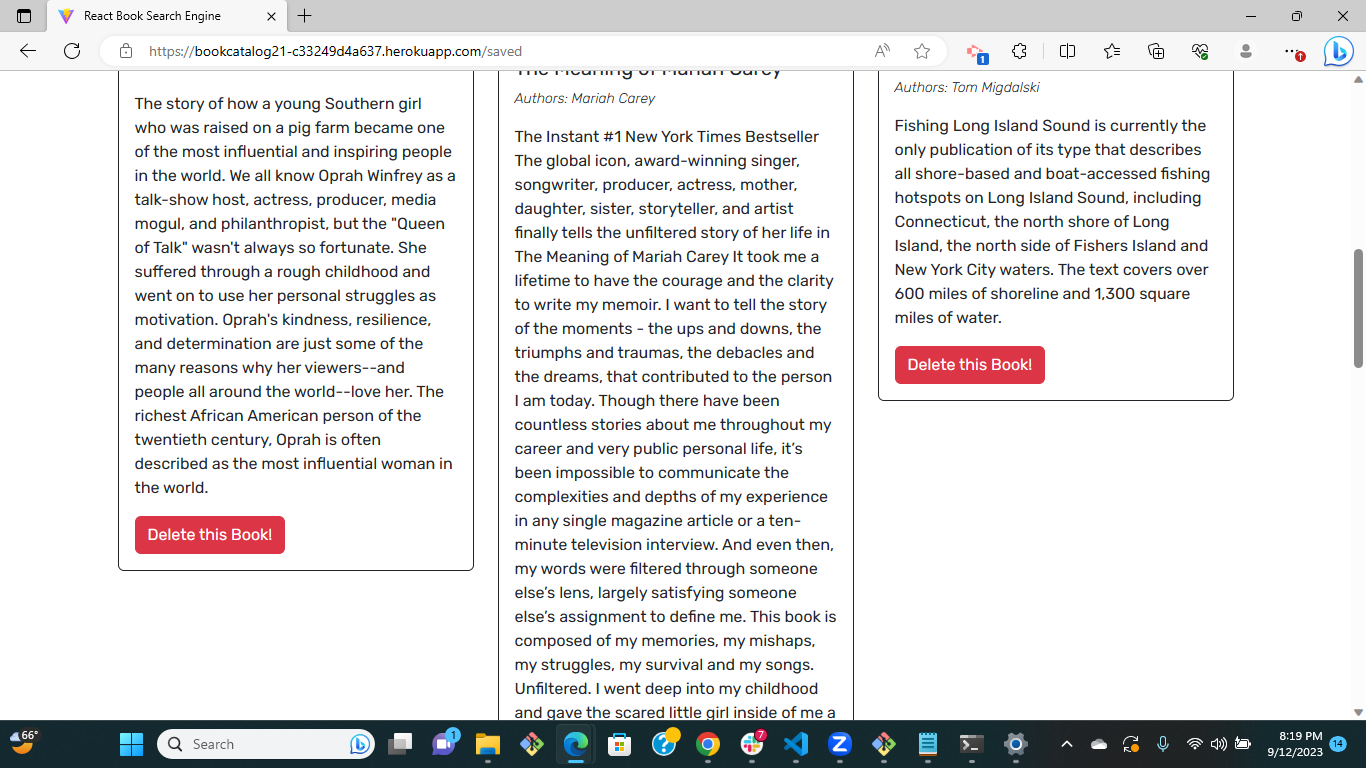 React Book Search Engine
https://bookcatalog21-c33249d4a637.herokuapp.com/saved
1
The story of how a young Southern girl
who was raised on a pig farm became one
of the most influential and inspiring people
in the world. We all know Oprah Winfrey as a
talk-show host, actress, producer, media
mogul, and philanthropist, but the "Queen
of Talk" wasn't always so fortunate. She
suffered through a rough childhood and
went on to use her personal struggles as
motivation. Oprah's kindness, resilience,
and determination are just some of the
many reasons why her viewers--and
people all around the world--love her. The
richest African American person of the
twentieth century, Oprah is often
described as the most influential woman in
the world.
Delete this Book!
The Meaning of Mariah Carey
Authors: Mariah Carey
The Instant #1 New York Times Bestseller
The global icon, award-winning singer,
songwriter, producer, actress, mother,
daughter, sister, storyteller, and artist
finally tells the unfiltered story of her life in
The Meaning of Mariah Carey It took me a
lifetime to have the courage and the clarity
to write my memoir. I want to tell the story
of the moments - the ups and downs, the
triumphs and traumas, the debacles and
the dreams, that contributed to the person
I am today. Though there have been
countless stories about me throughout my
career and very public personal life, it’s
been impossible to communicate the
complexities and depths of my experience
in any single magazine article or a ten-
minute television interview. And even then,
my words were filtered through someone
else’s lens, largely satisfying someone
else’s assignment to define me. This book is
composed of my memories, my mishaps,
my struggles, my survival and my songs.
Unfiltered. I went deep into my childhood
and gave the scared little girl inside of me a
Authors: Tom Migdalski
Fishing Long Island Sound is currently the
only publication of its type that describes
all shore-based and boat-accessed fishing
hotspots on Long Island Sound, including
Connecticut, the north shore of Long
Island, the north side of Fishers Island and
New York City waters. The text covers over
600 miles of shoreline and 1,300 square
miles of water.
Delete this Book!
66°
Search
1
7
8:19 PM
9/12/2023
14